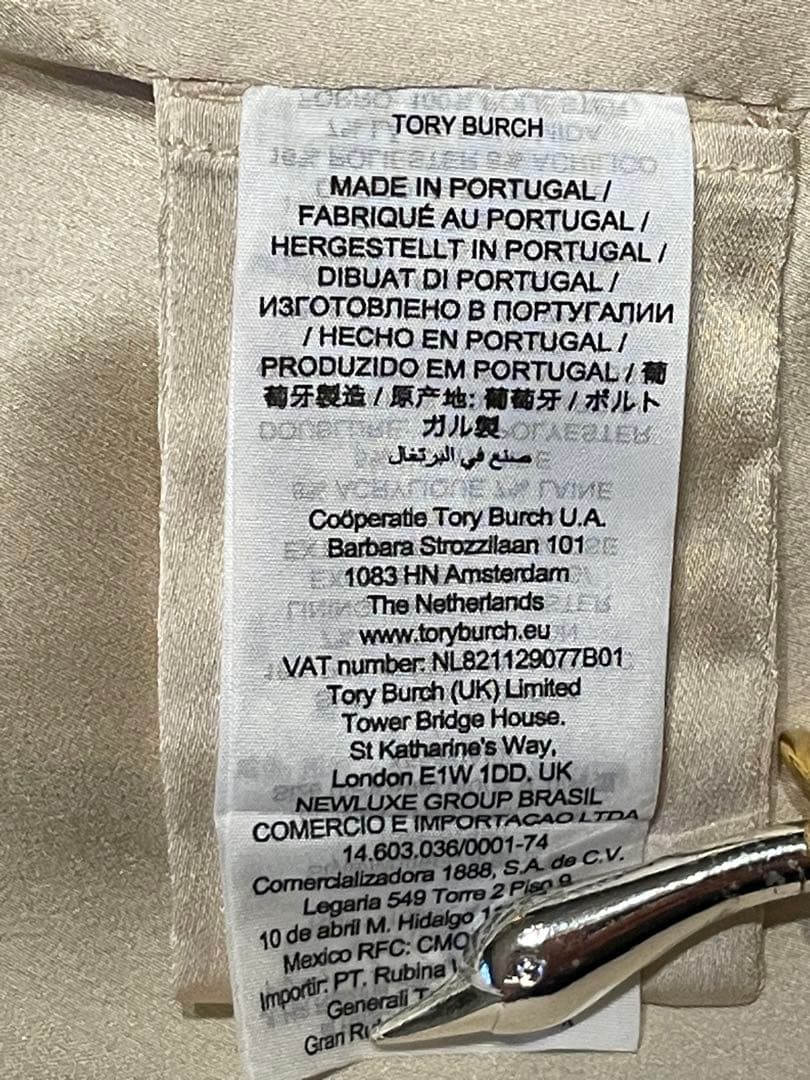 TORY BURCH
MADE IN PORTUGAL /
FABRIQUÉ AU PORTUGAL /
HERGESTELLT IN PORTUGAL /
DIBUAT DI PORTUGAL /
ИЗГОТОВЛЕНО В ПОРТУГАЛИИ
/ HECHO EN PORTUGAL /
PRODUZIDO EM PORTUGAL / 葡
萄牙製造 / 原产地: 葡萄牙 / ポルト
ガル製
صنع في البرتغال
Coöperatie Tory Burch U.A.
Barbara Strozzilaan 101
1083 HN Amsterdam
The Netherlands
www.toryburch.eu
VAT number: NL821129077B01
Tory Burch (UK) Limited
Tower Bridge House.
St Katharine's Way,
London E1W 1DD. UK
NEWLUXE GROUP BRASIL
COMERCIO E IMPORTACAO LTDA
14.603.036/0001-74
Comercializadora 1888, S.A. de C.V.
Legaria 549 Torre 2 Piso 9
10 de abril M. Hidalgo
Mexico RFC:
Importir: PT. Rubina
Generali
Gran